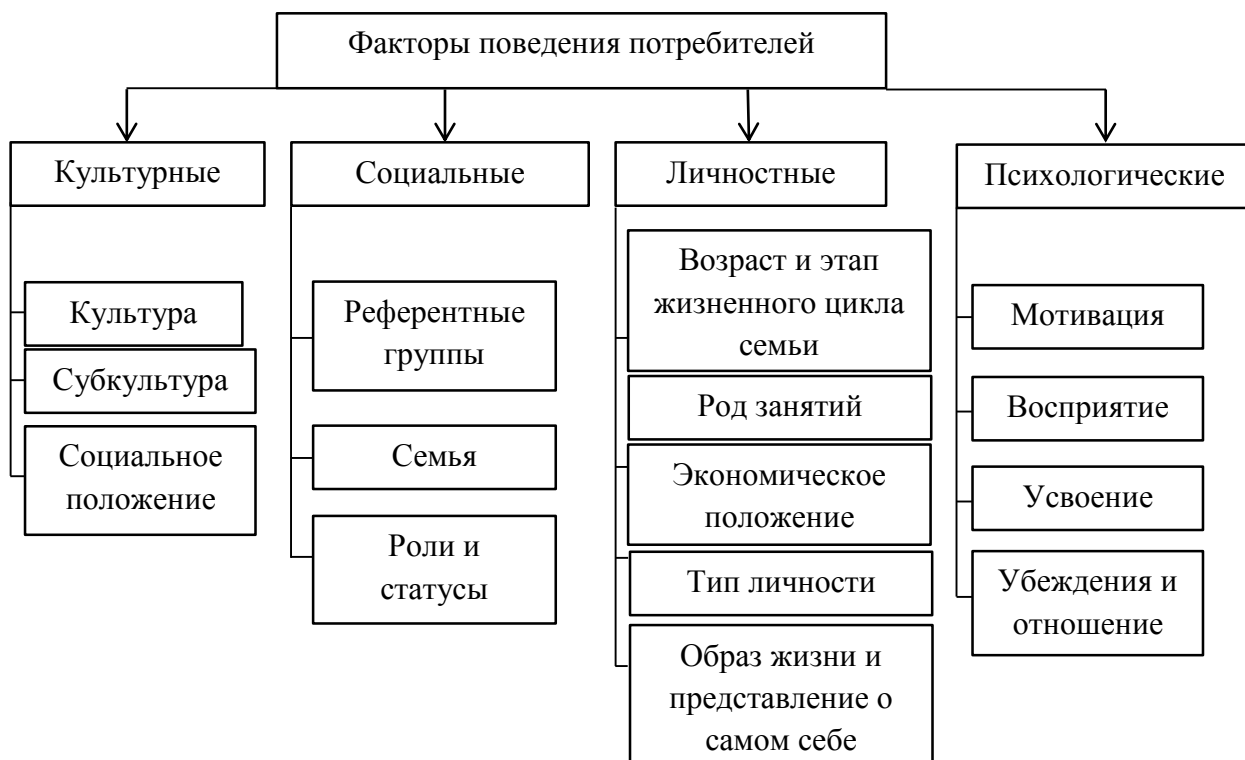 Факторы поведения потребителей
Культурные
Культура
Субкультура
Социальное
положение
Социальные
Референтные
группы
Семья
Роли и
статусы
Личностные
Возраст и этап
жизненного цикла
семьи
Род занятий
Экономическое
положение
Тип личности
Образ жизни и
представление о
самом себе
Психологические
Мотивация
Восприятие
Усвоение
Убеждения и
отношение